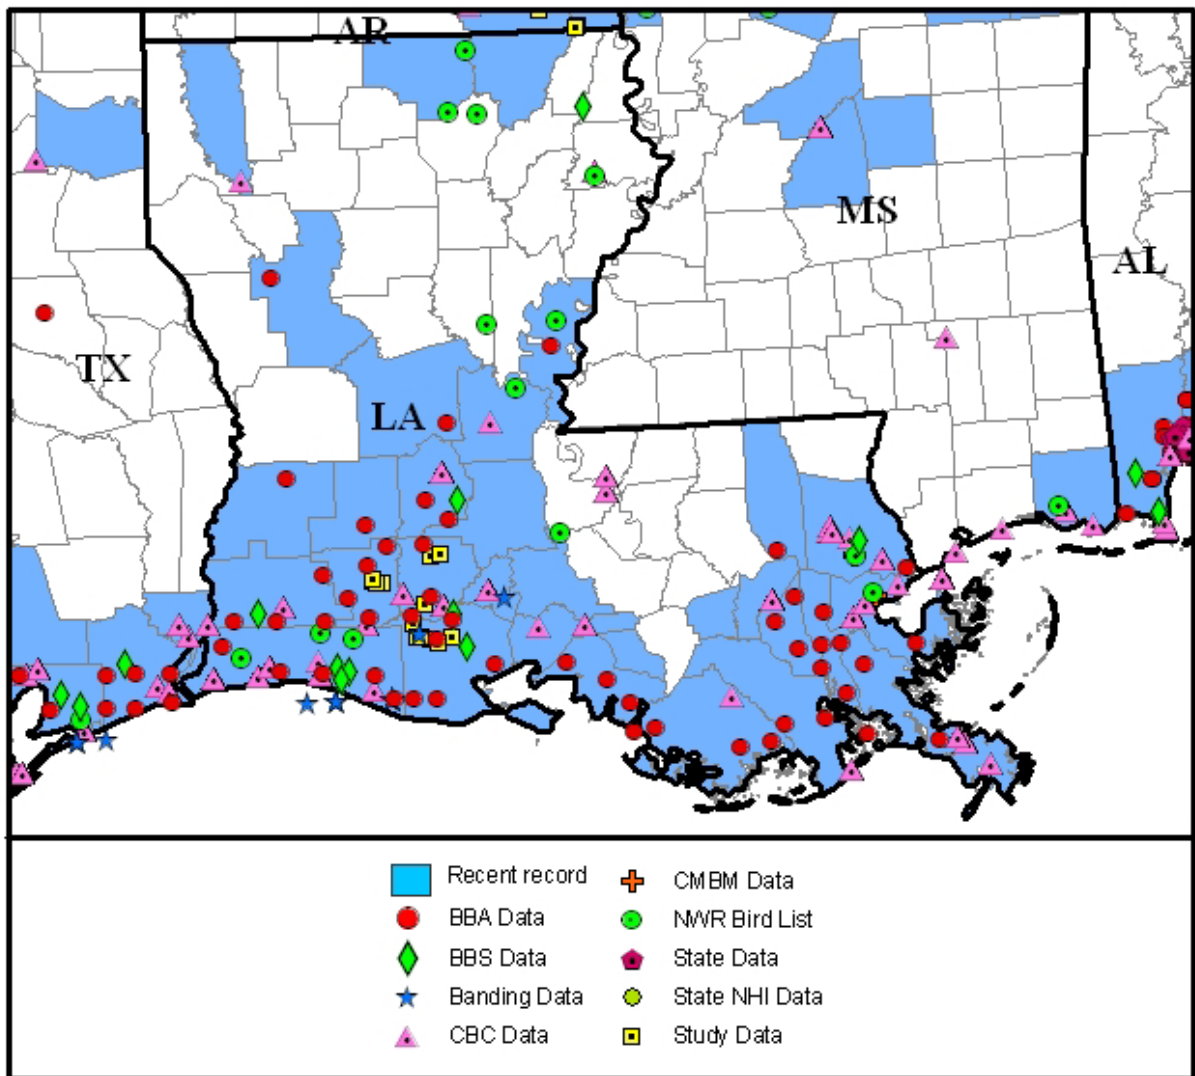 AR
MS
AL
TX
LA
Recent record
CMBM Data
BBA Data
NWR Bird List
BBS Data
State Data
Banding Data
State NHI Data
CBC Data
Study Data